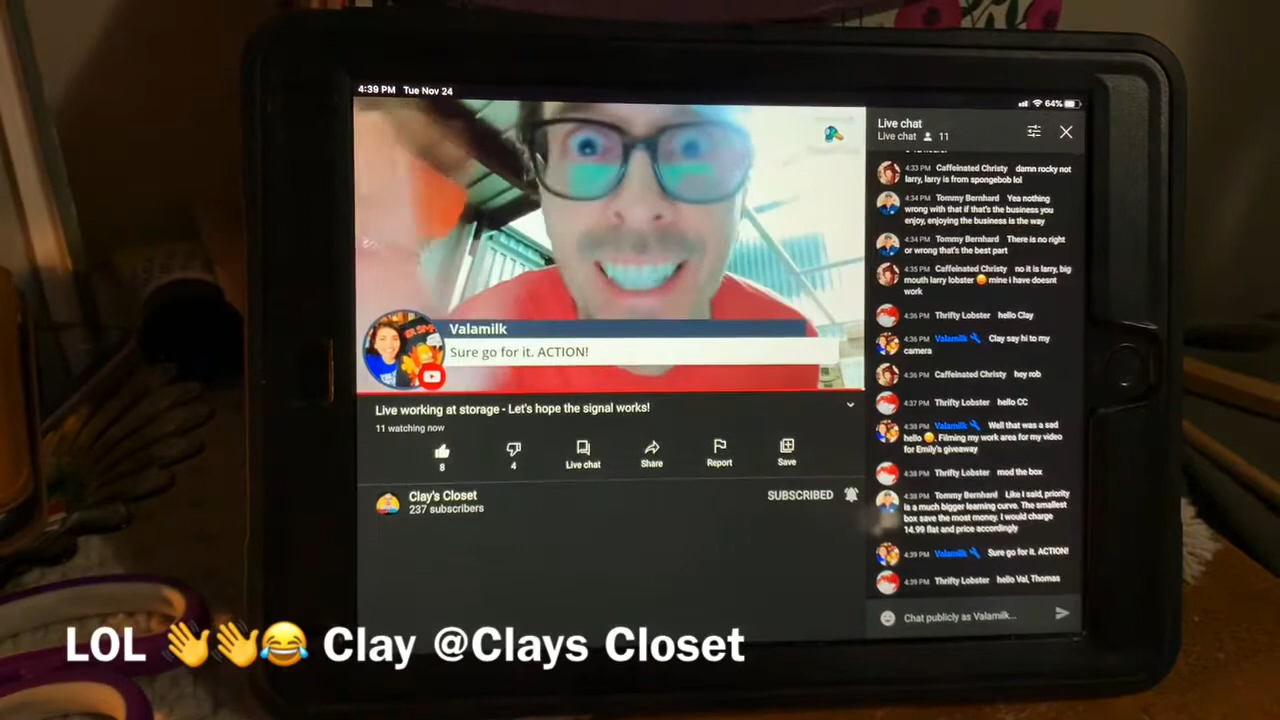 4:39 PM Tue Nov 24
64%
Valamilk
Sure go for it. ACTION!
Live working at storage - Let's hope the signal works!
11 watching now
8
4
Live chat
Share
Report
Save
Clay's Closet
237 subscribers
SUBSCRIBED
Live chat
Live chat 11
4:33 PM Caffeinated Christy damn rocky not
larry, larry is from spongebob lol
4:34 PM Tommy Bernhard Yea nothing
wrong with that if that's the business you
enjoy, enjoying the business is the way
4:34 PM Tommy Bernhard There is no right
or wrong that's the best part
4:35 PM Caffeinated Christy no it is larry, big
mouth larry lobster 😄 mine i have doesnt
work
4:36 PM Thrifty Lobster hello Clay
4:36 PM Valamilk Clay say hi to my
camera
4:36 PM Caffeinated Christy hey rob
4:37 PM Thrifty Lobster hello CC
4:38 PM Valamilk Well that was a sad
hello 😄. Filming my work area for my video
for Emily's giveaway
4:38 PM Thrifty Lobster mod the box
4:38 PM Tommy Bernhard Like I said, priority
is a much bigger learning curve. The smallest
box save the most money. I would charge
14.99 flat and price accordingly
4:39 PM Valamilk Sure go for it. ACTION!
4:39 PM Thrifty Lobster hello Val, Thomas
Chat publicly as Valamilk...
LOL 👋👋😂 Clay @Clays Closet